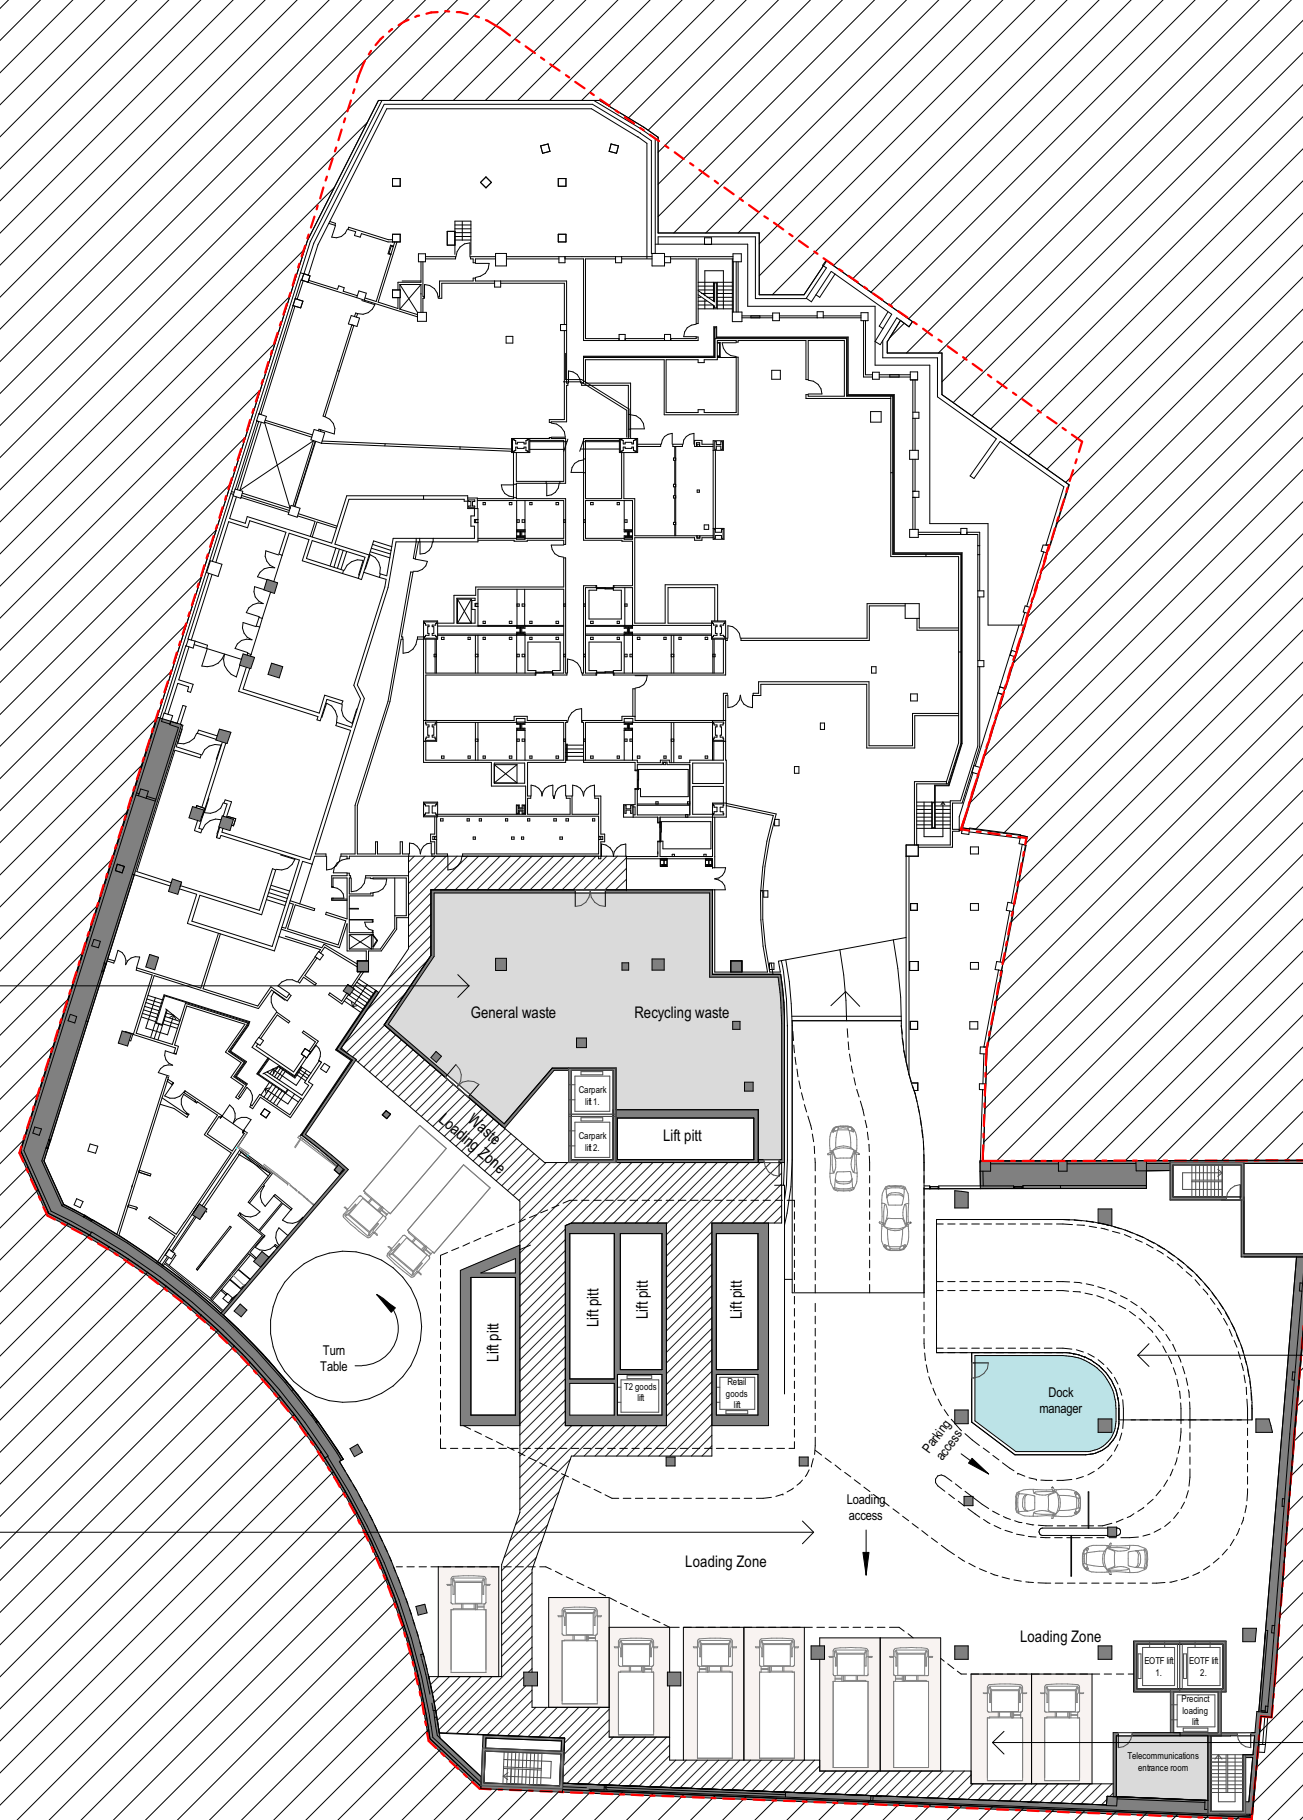 General waste
Recycling waste
Carpark
lift 1.
Carpark
lift 2.
Lift pitt
Waste
Loading Zone
Lift pitt
Lift pitt
Lift pitt
Lift pitt
T2 goods
lift
Retail
goods
lift
Turn
Table
Dock
manager
Parking
access
Loading
access
Loading Zone
Loading Zone
EOTF lift
1.
EOTF lift
2.
Precinct
loading
lift
Telecommunications
entrance room